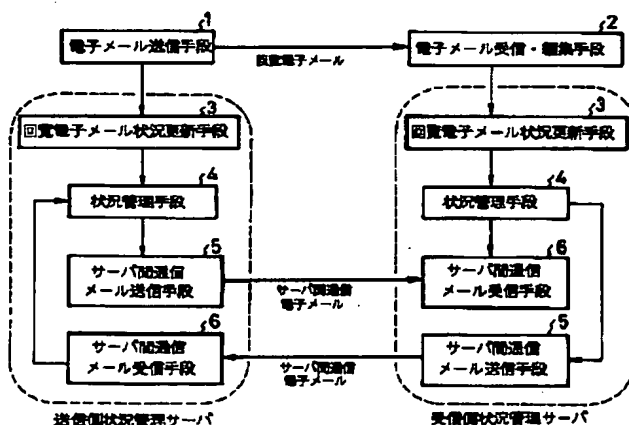 1
電子メール送信手段
2
電子メール受信・編集手段
回覧電子メール
3
回覧電子メール状況更新手段
3
回覧電子メール状況更新手段
4
状況管理手段
4
状況管理手段
5
サーバ間通信
メール送信手段
6
サーバ間通信
メール受信手段
サーバ間通信
電子メール
6
サーバ間通信
メール受信手段
5
サーバ間通信
メール送信手段
サーバ間通信
電子メール
送信側状況管理サーバ
受信側状況管理サーバ